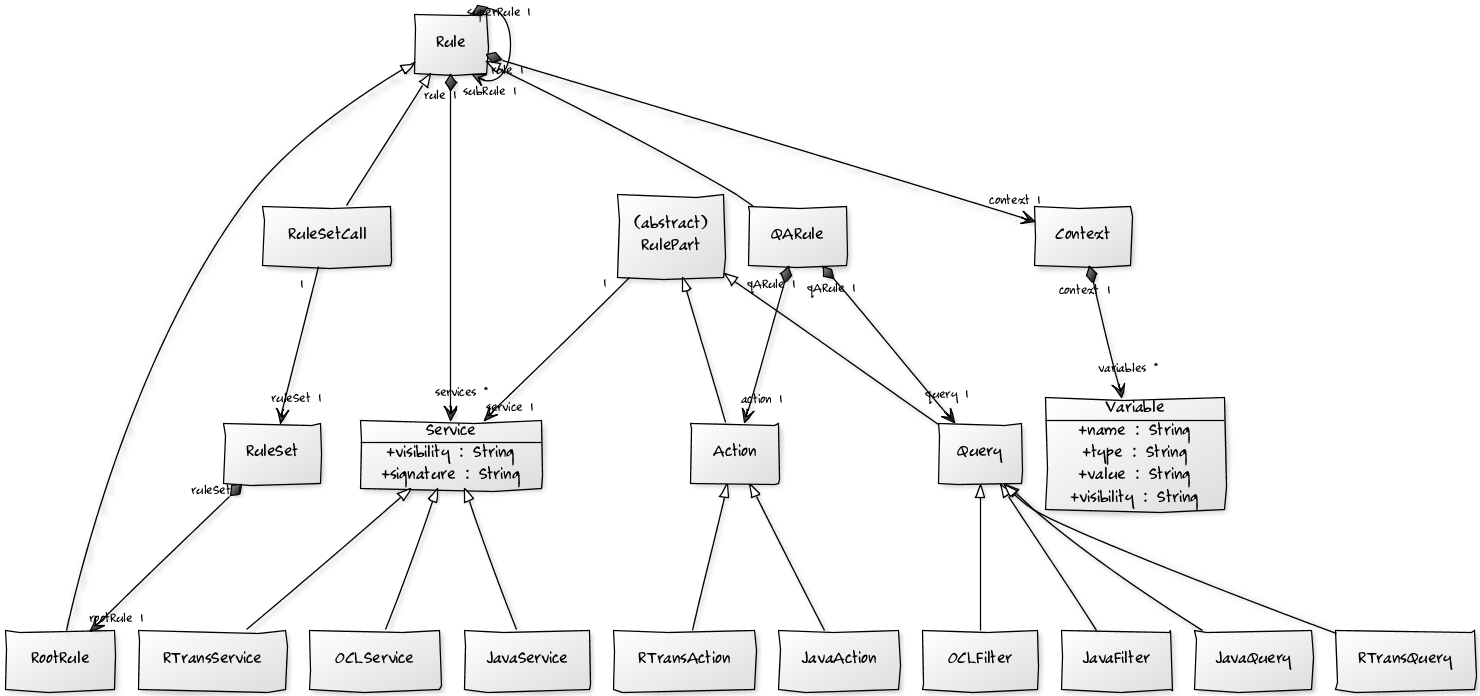 superRule 1
Rule
role 1
rule 1
subRule 1
context 1
RuleSetCall
(abstract)
RulePart
QARule
Context
1
1
qARule 1
qARule 1
context 1
variables *
services *
ruleSet 1
service 1
action 1
query 1
RuleSet
Service
+visibility : String
+signature : String
Action
Query
Variable
+name : String
+type : String
+value : String
+visibility : String
ruleSet
rootRule 1
RootRule
RTransService
OCLService
JavaService
RTransAction
JavaAction
OCLFilter
JavaFilter
JavaQuery
RTransQuery